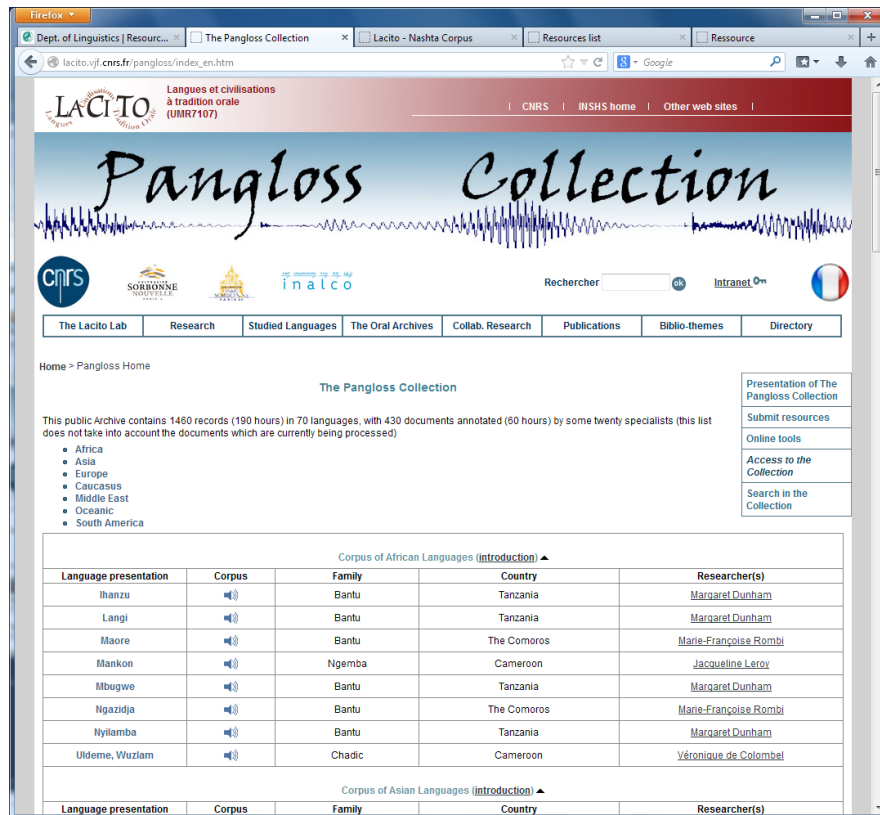 Firefox
Dept. of Linguistics | Resourc...
The Pangloss Collection
Lacito - Nashta Corpus
Resources list
Ressource
lacito.vjf.cnrs.fr/pangloss/index_en.htm
Google
LACITO
Langues Civilisations Tradition Orale
Langues et civilisations
à tradition orale
(UMR7107)
| CNRS | INSHS home | Other web sites |
Pangloss Collection
cnrs
SORBONNE
NOUVELLE
inalco
Rechercher
ok
Intranet
The Lacito Lab Research Studied Languages The Oral Archives Collab. Research Publications Biblio-themes Directory
Home > Pangloss Home
The Pangloss Collection
This public Archive contains 1460 records (190 hours) in 70 languages, with 430 documents annotated (60 hours) by some twenty specialists (this list
does not take into account the documents which are currently being processed)
Africa
Asia
Europe
Caucasus
Middle East
Oceanic
South America
Presentation of The
Pangloss Collection
Submit resources
Online tools
Access to the
Collection
Search in the
Collection
Corpus of African Languages (introduction)
Language presentation Corpus Family Country Researcher(s)
Ihanzu Bantu Tanzania Margaret Dunham
Langi Bantu Tanzania Margaret Dunham
Maore Bantu The Comoros Marie-Françoise Rombi
Mankon Ngemba Cameroon Jacqueline Leroy
Mbugwe Bantu Tanzania Margaret Dunham
Ngazidja Bantu The Comoros Marie-Françoise Rombi
Nyilamba Bantu Tanzania Margaret Dunham
Uldeme, Wuzlam Chadic Cameroon Véronique de Colombel
Corpus of Asian Languages (introduction)
Language presentation Corpus Family Country Researcher(s)